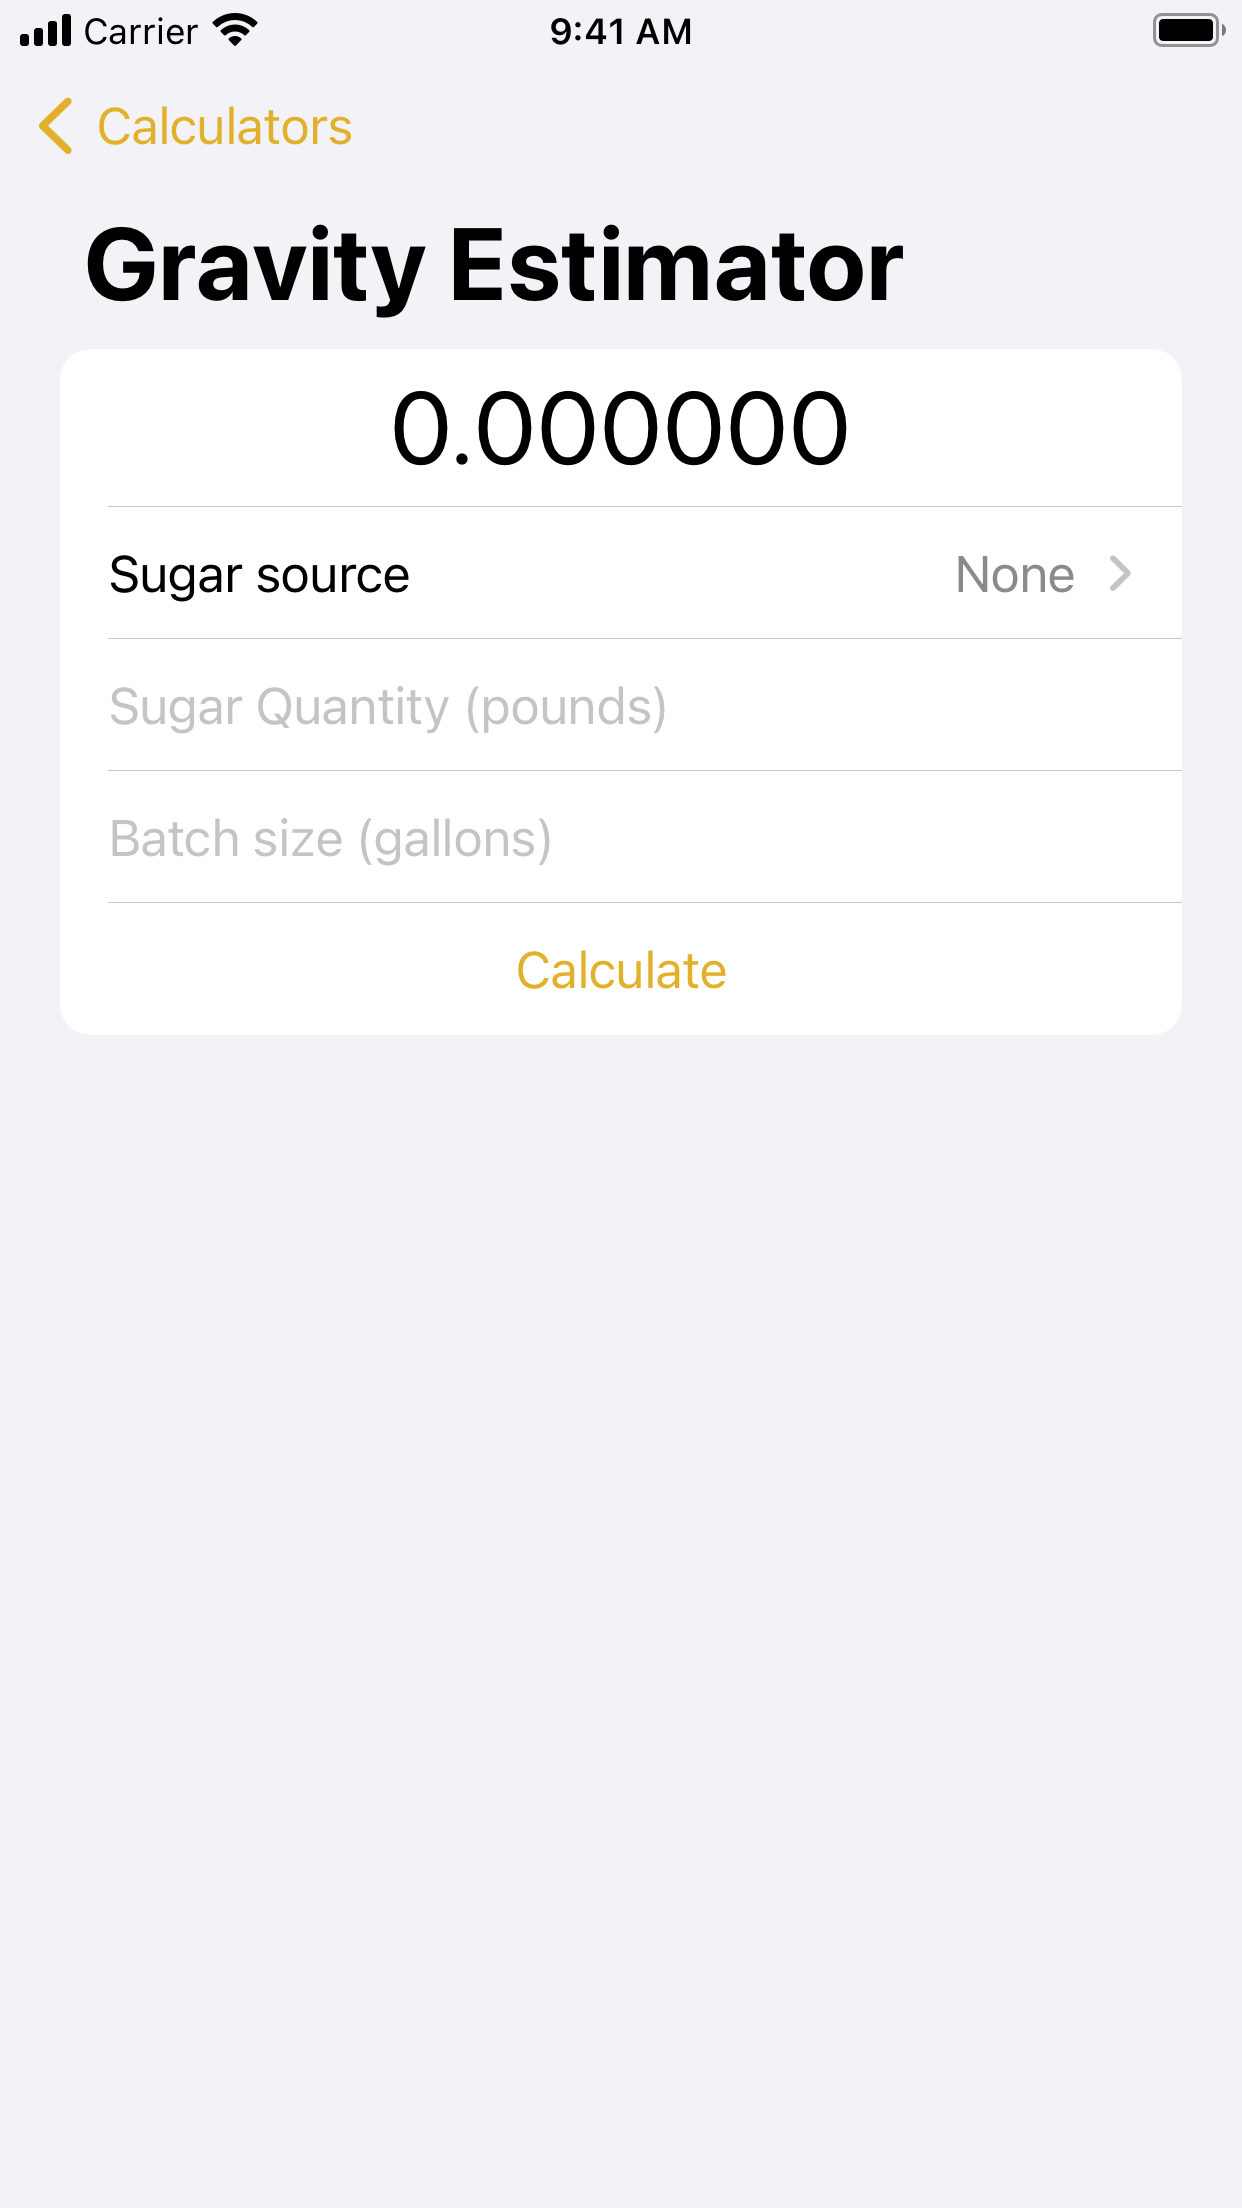 Carrier 9:41 AM
Calculators
Gravity Estimator
0.000000
Sugar source None
Sugar Quantity (pounds)
Batch size (gallons)
Calculate